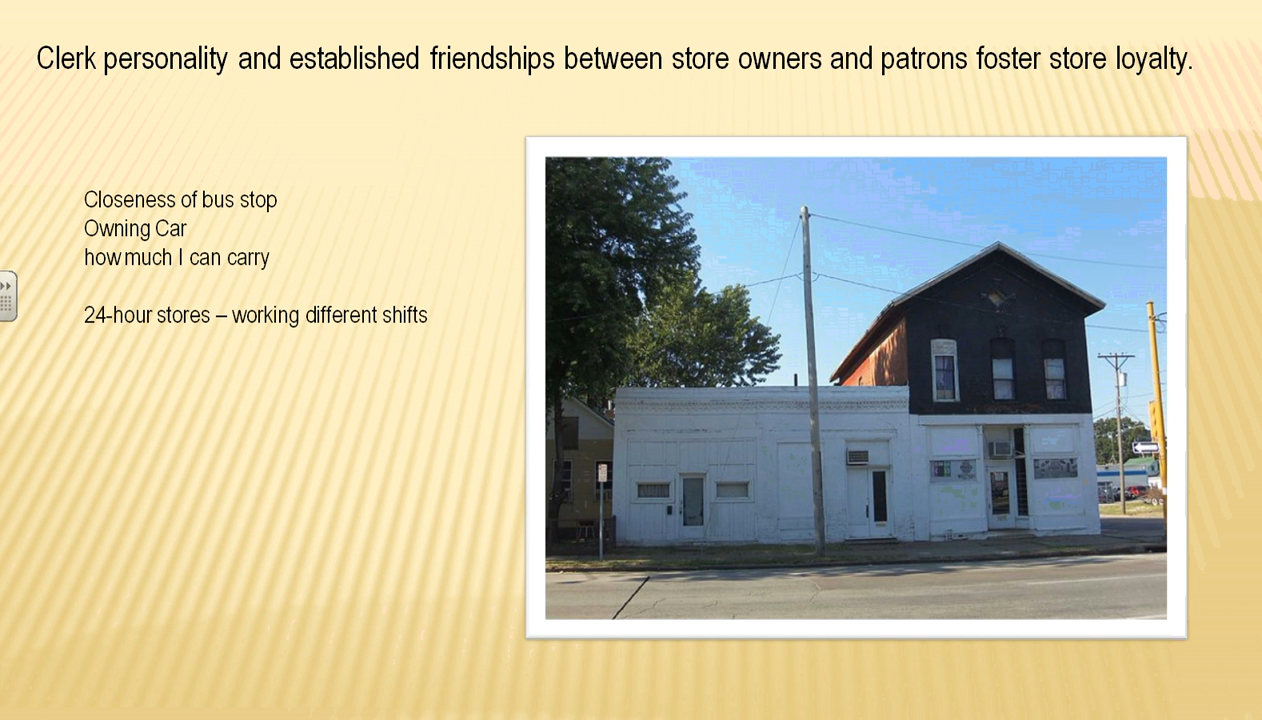 Clerk personality and established friendships between store owners and patrons foster store loyalty.
Closeness of bus stop
Owning Car
how much I can carry
24-hour stores – working different shifts